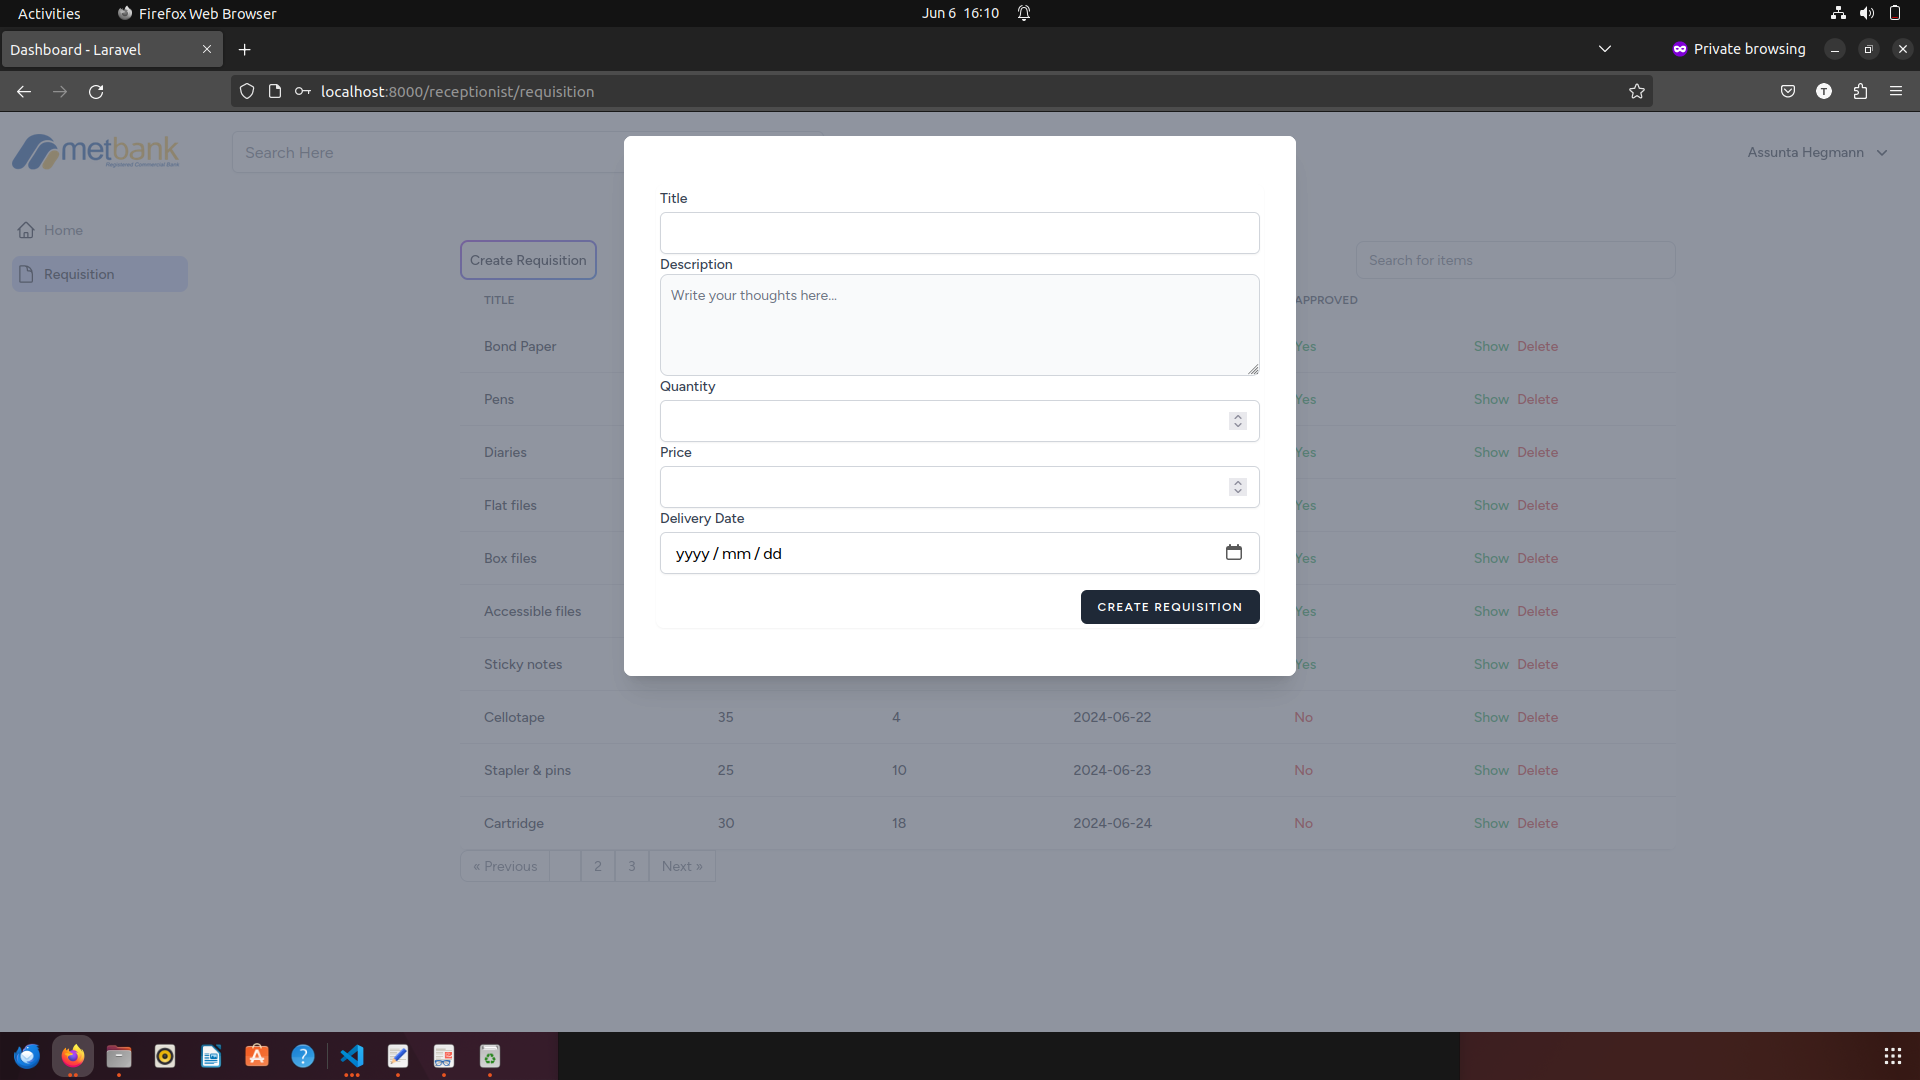 Activities Firefox Web Browser Jun 6 16:10
Dashboard - Laravel Private browsing
localhost:8000/receptionist/requisition
metbank Search Here Assunta Hegmann
Registered Commercial Bank
Home
Requisition
Create Requisition Search for items
TITLE APPROVED
Bond Paper Yes Show Delete
Pens Yes Show Delete
Diaries Yes Show Delete
Flat files Yes Show Delete
Box files Yes Show Delete
Accessible files Yes Show Delete
Sticky notes Yes Show Delete
Cellotape 35 4 2024-06-22 No Show Delete
Stapler & pins 25 10 2024-06-23 No Show Delete
Cartridge 30 18 2024-06-24 No Show Delete
« Previous 2 3 Next »
Title
Description
Write your thoughts here...
Quantity
Price
Delivery Date
yyyy / mm / dd
CREATE REQUISITION